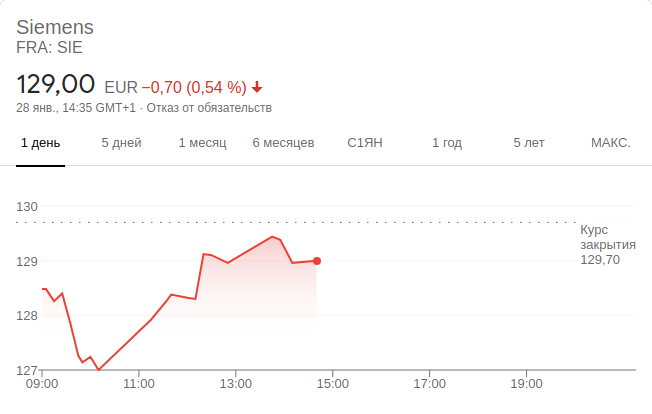 Siemens
FRA: SIE
129,00 EUR −0,70 (0,54 %)
28 янв., 14:35 GMT+1 · Отказ от обязательств
1 день 5 дней 1 месяц 6 месяцев С1ЯН 1 год 5 лет МАКС.
130
Курс
закрытия
129,70
129
128
127
09:00 11:00 13:00 15:00 17:00 19:00